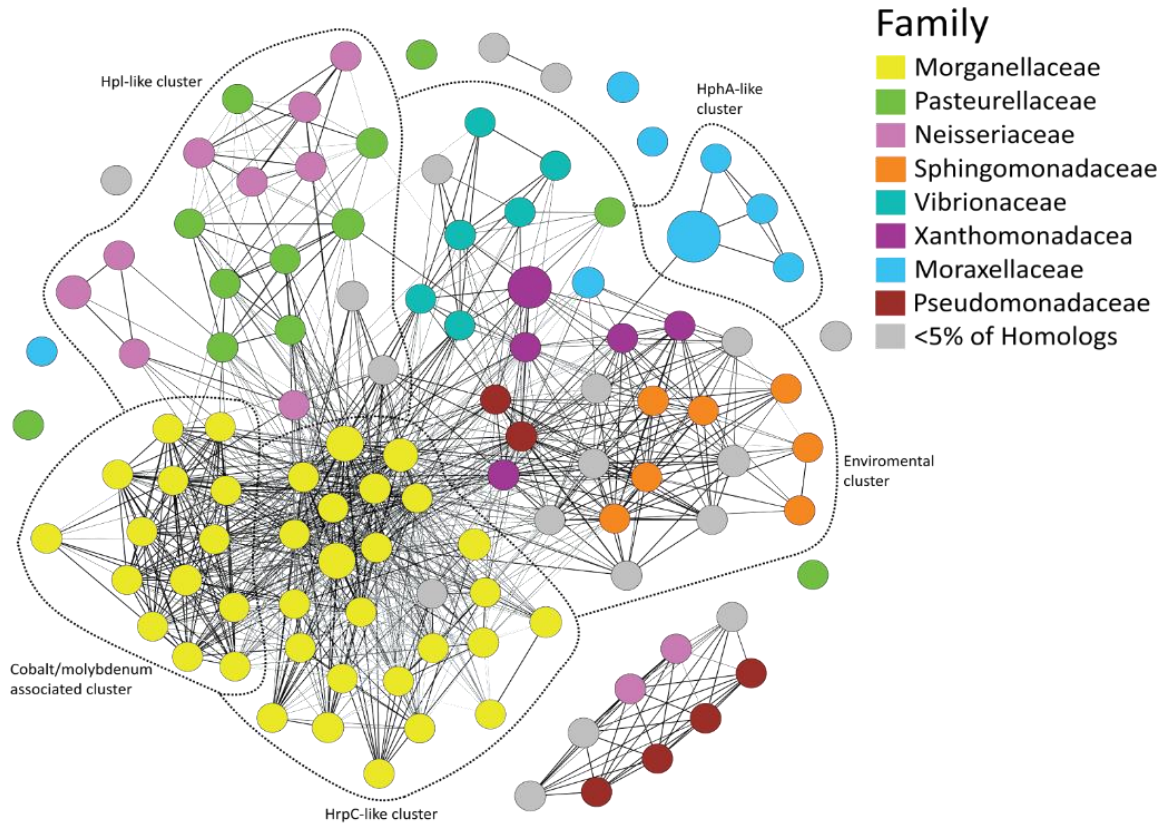 Family
Morganellaceae
Pasteurellaceae
Neisseriaceae
Sphingomonadaceae
Vibrionaceae
Xanthomonadacea
Moraxellaceae
Pseudomonadaceae
<5% of Homologs
Hpl-like cluster
HphA-like
cluster
Enviromental
cluster
Cobalt/molybdenum
associated cluster
HrpC-like cluster